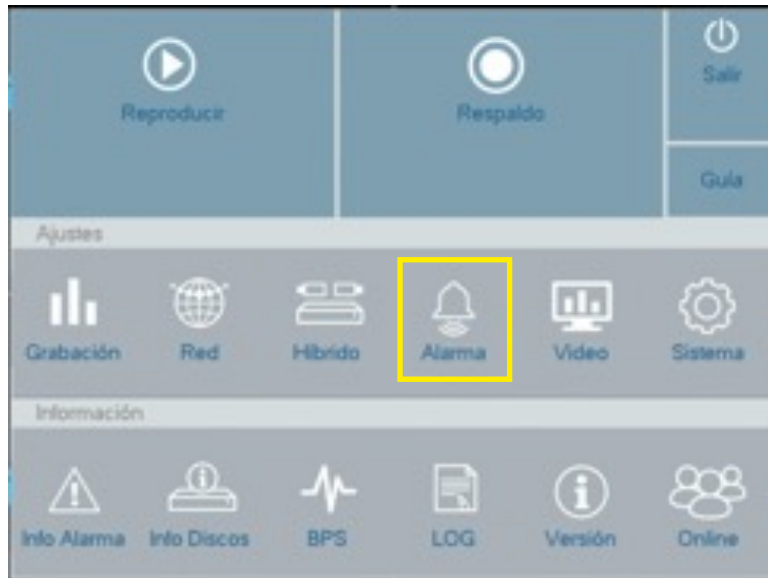 Reproducir
Respaldo
Salir
Guía
Ajustes
Grabación
Red
Híbrido
Alarma
Video
Sistema
Información
Info Alarma
Info Discos
BPS
LOG
Versión
Online